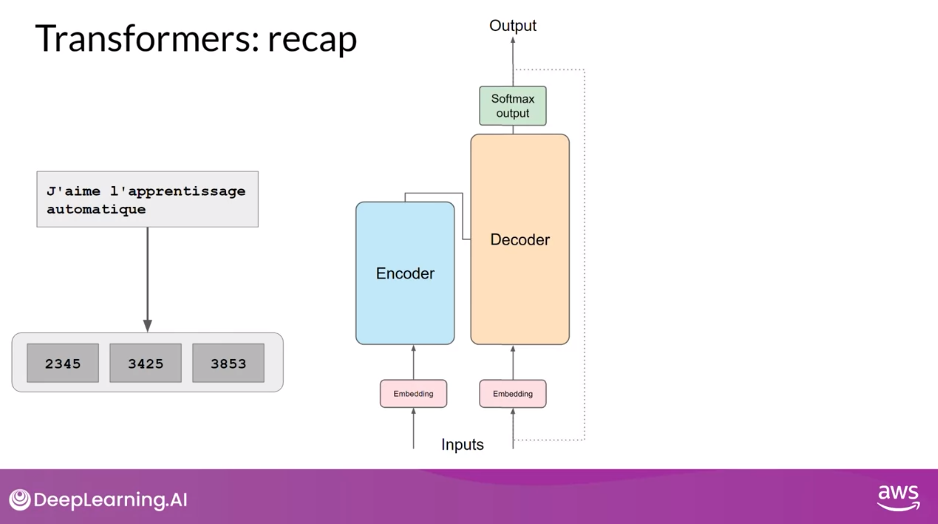 Transformers: recap
J'aime l'apprentissage
automatique
2345
3425
3853
Output
Softmax
output
Decoder
Encoder
Embedding
Embedding
Inputs
DeepLearning.AI
aws